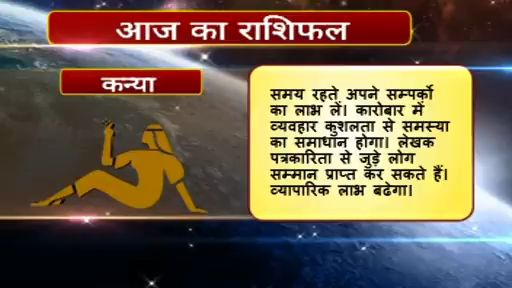 आज का राशिफल
कन्या
समय रहते अपने सम्पर्को
का लाभ लें। कारोबार में
व्यवहार कुशलता से समस्या
का समाधान होगा। लेखक
पत्रकारिता से जुड़े लोग
सम्मान प्राप्त कर सकते हैं।
व्यापारिक लाभ बढेगा।